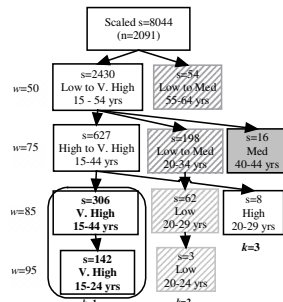 Scaled s=8044
(n=2091)
w=50
s=2430
Low to V. High
15 - 54 yrs
s=54
Low to Med
55-64 yrs
w=75
s=627
High to V. High
15-44 yrs
s=198
Low to Med
20-34 yrs
s=16
Med
40-44 yrs
w=85
s=306
V. High
15-44 yrs
s=62
Low
20-29 yrs
s=8
High
20-29 yrs
k=3
w=95
s=142
V. High
15-24 yrs
s=3
Low
20-24 yrs